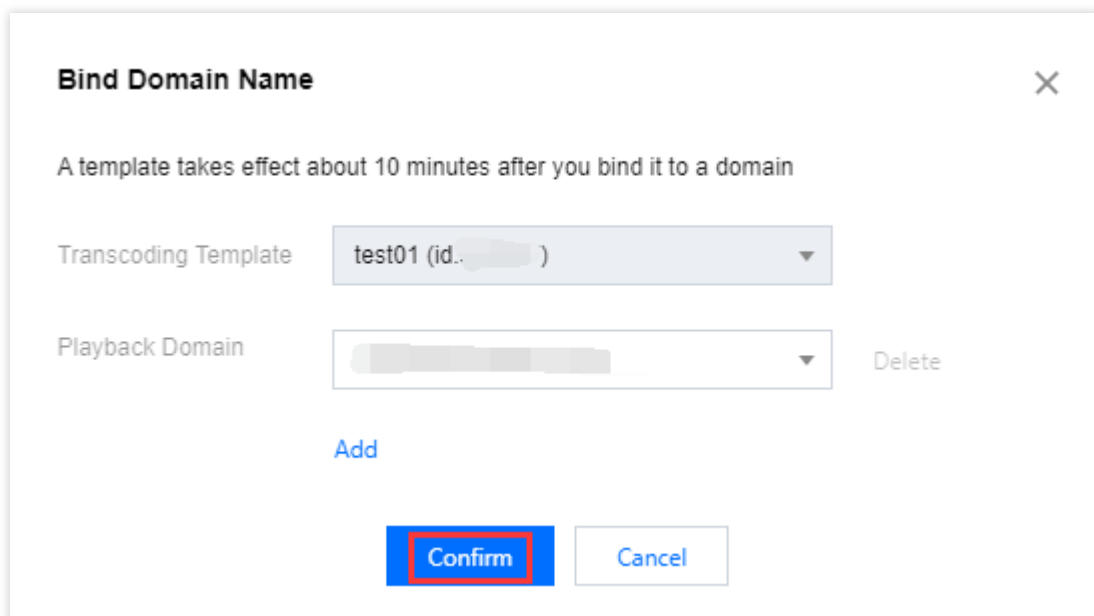 Bind Domain Name
A template takes effect about 10 minutes after you bind it to a domain
Transcoding Template
test01 (id. )
Playback Domain
Delete
Add
Confirm
Cancel